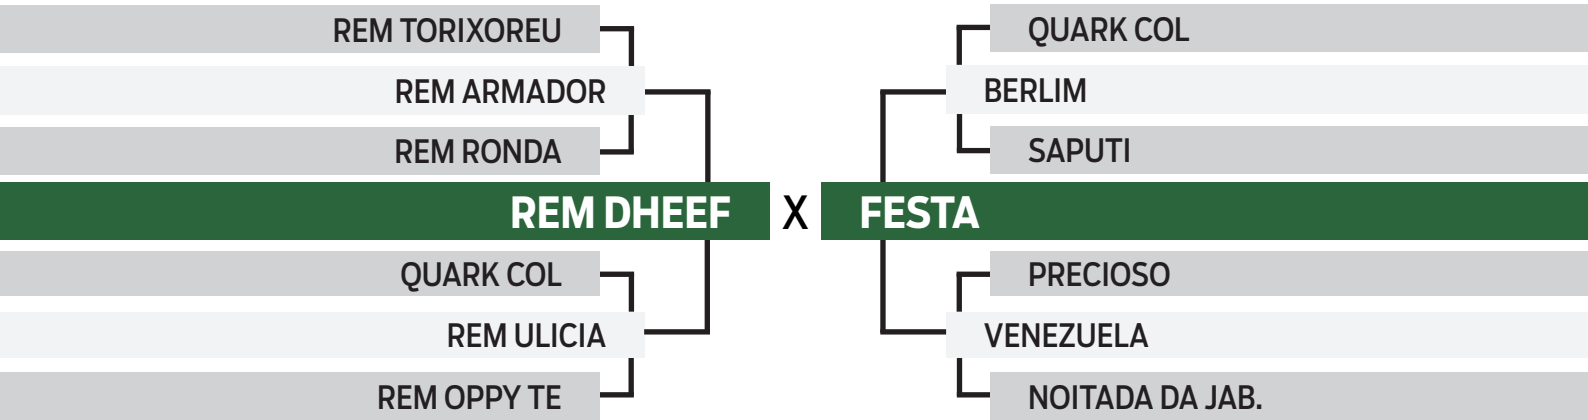 REM TORIXOREU
QUARK COL
REM ARMADOR
BERLIM
REM RONDA
SAPUTI
REM DHEEF X FESTA
QUARK COL
PRECIOSO
REM ULICIA
VENEZUELA
REM OPPY TE
NOITADA DA JAB.